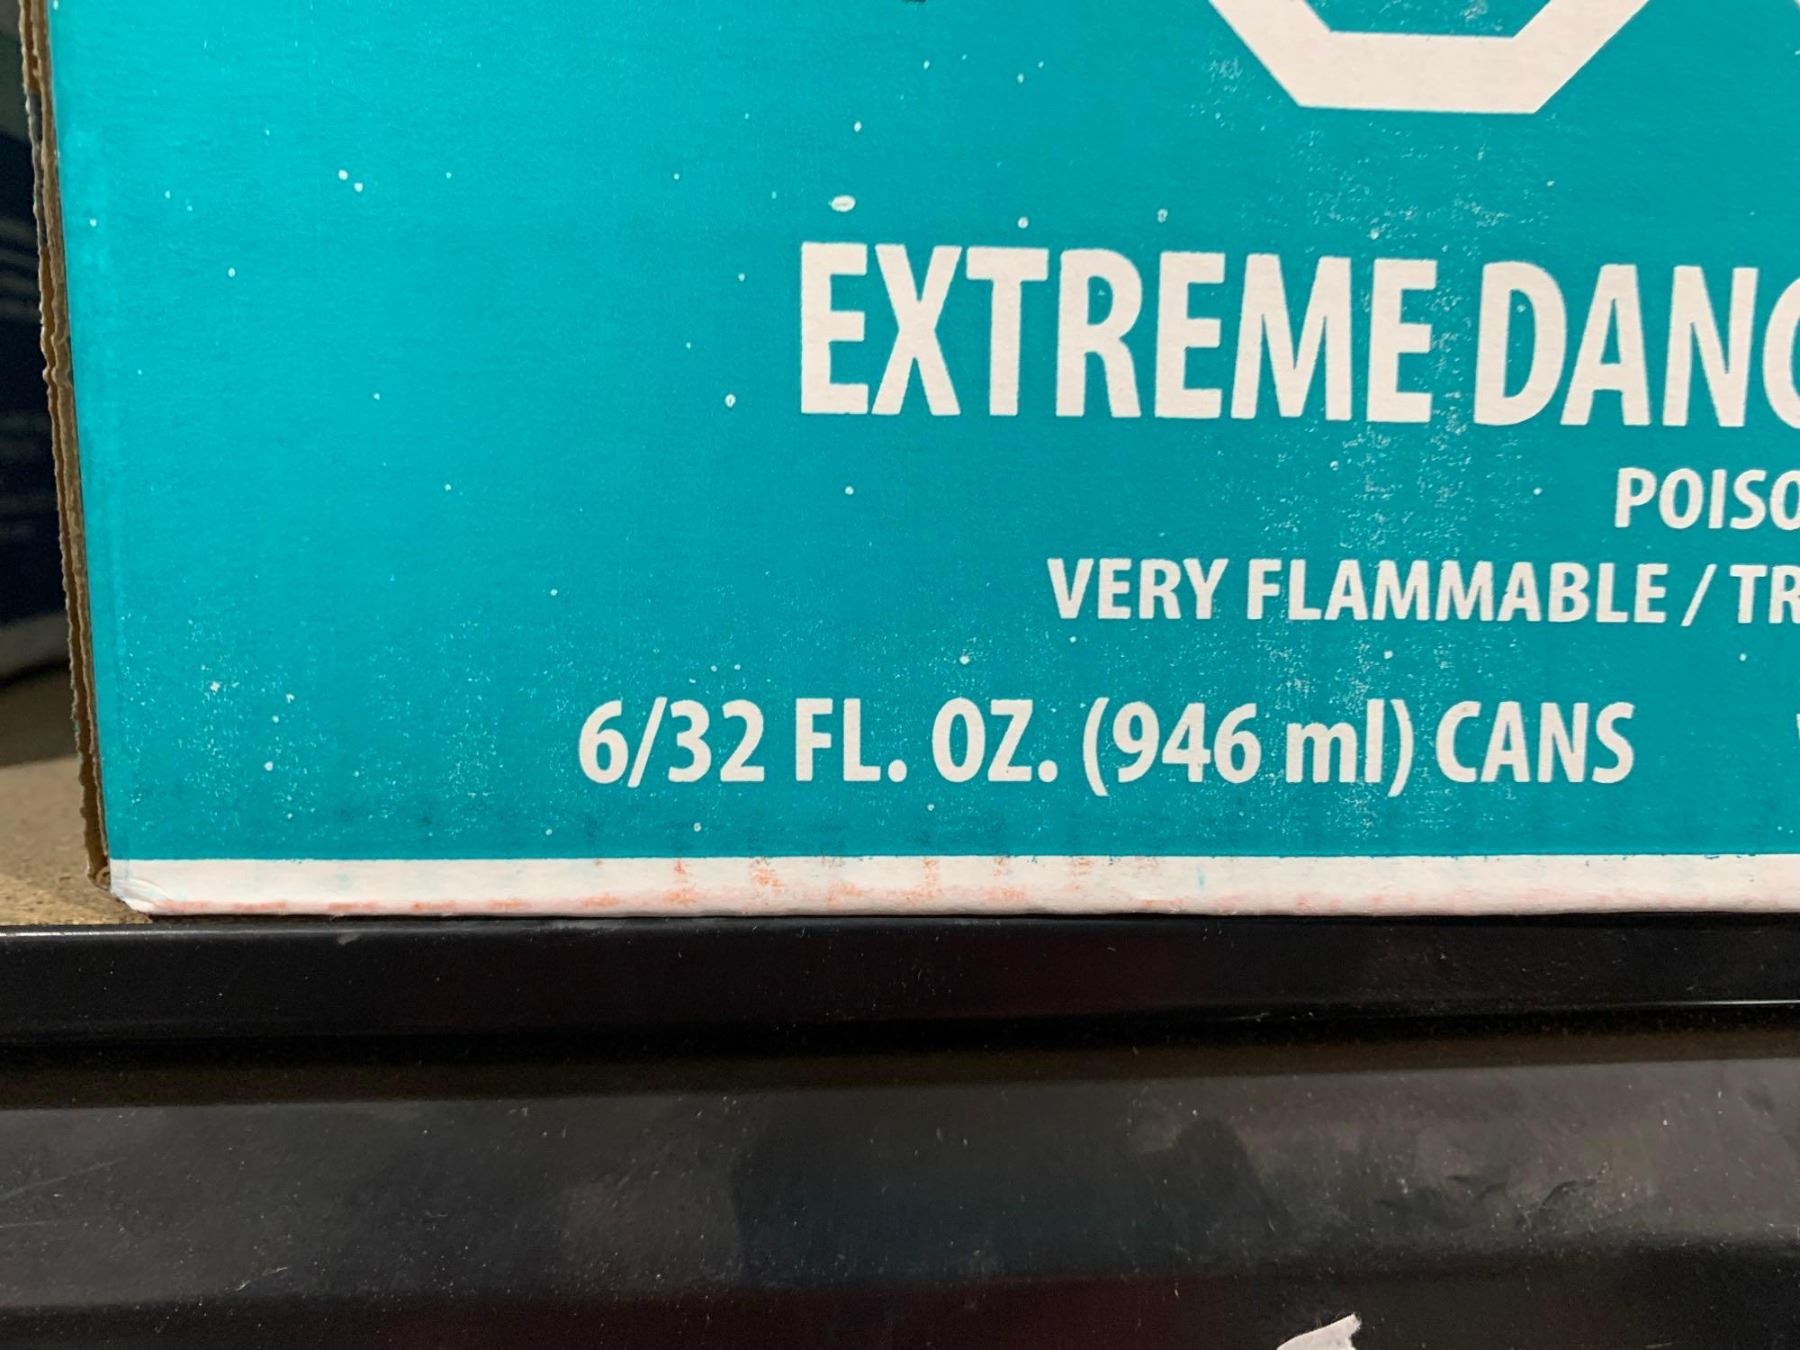 EXTREME DANG
POISO
VERY FLAMMABLE / TR
6/32 FL. OZ. (946 ml) CANS